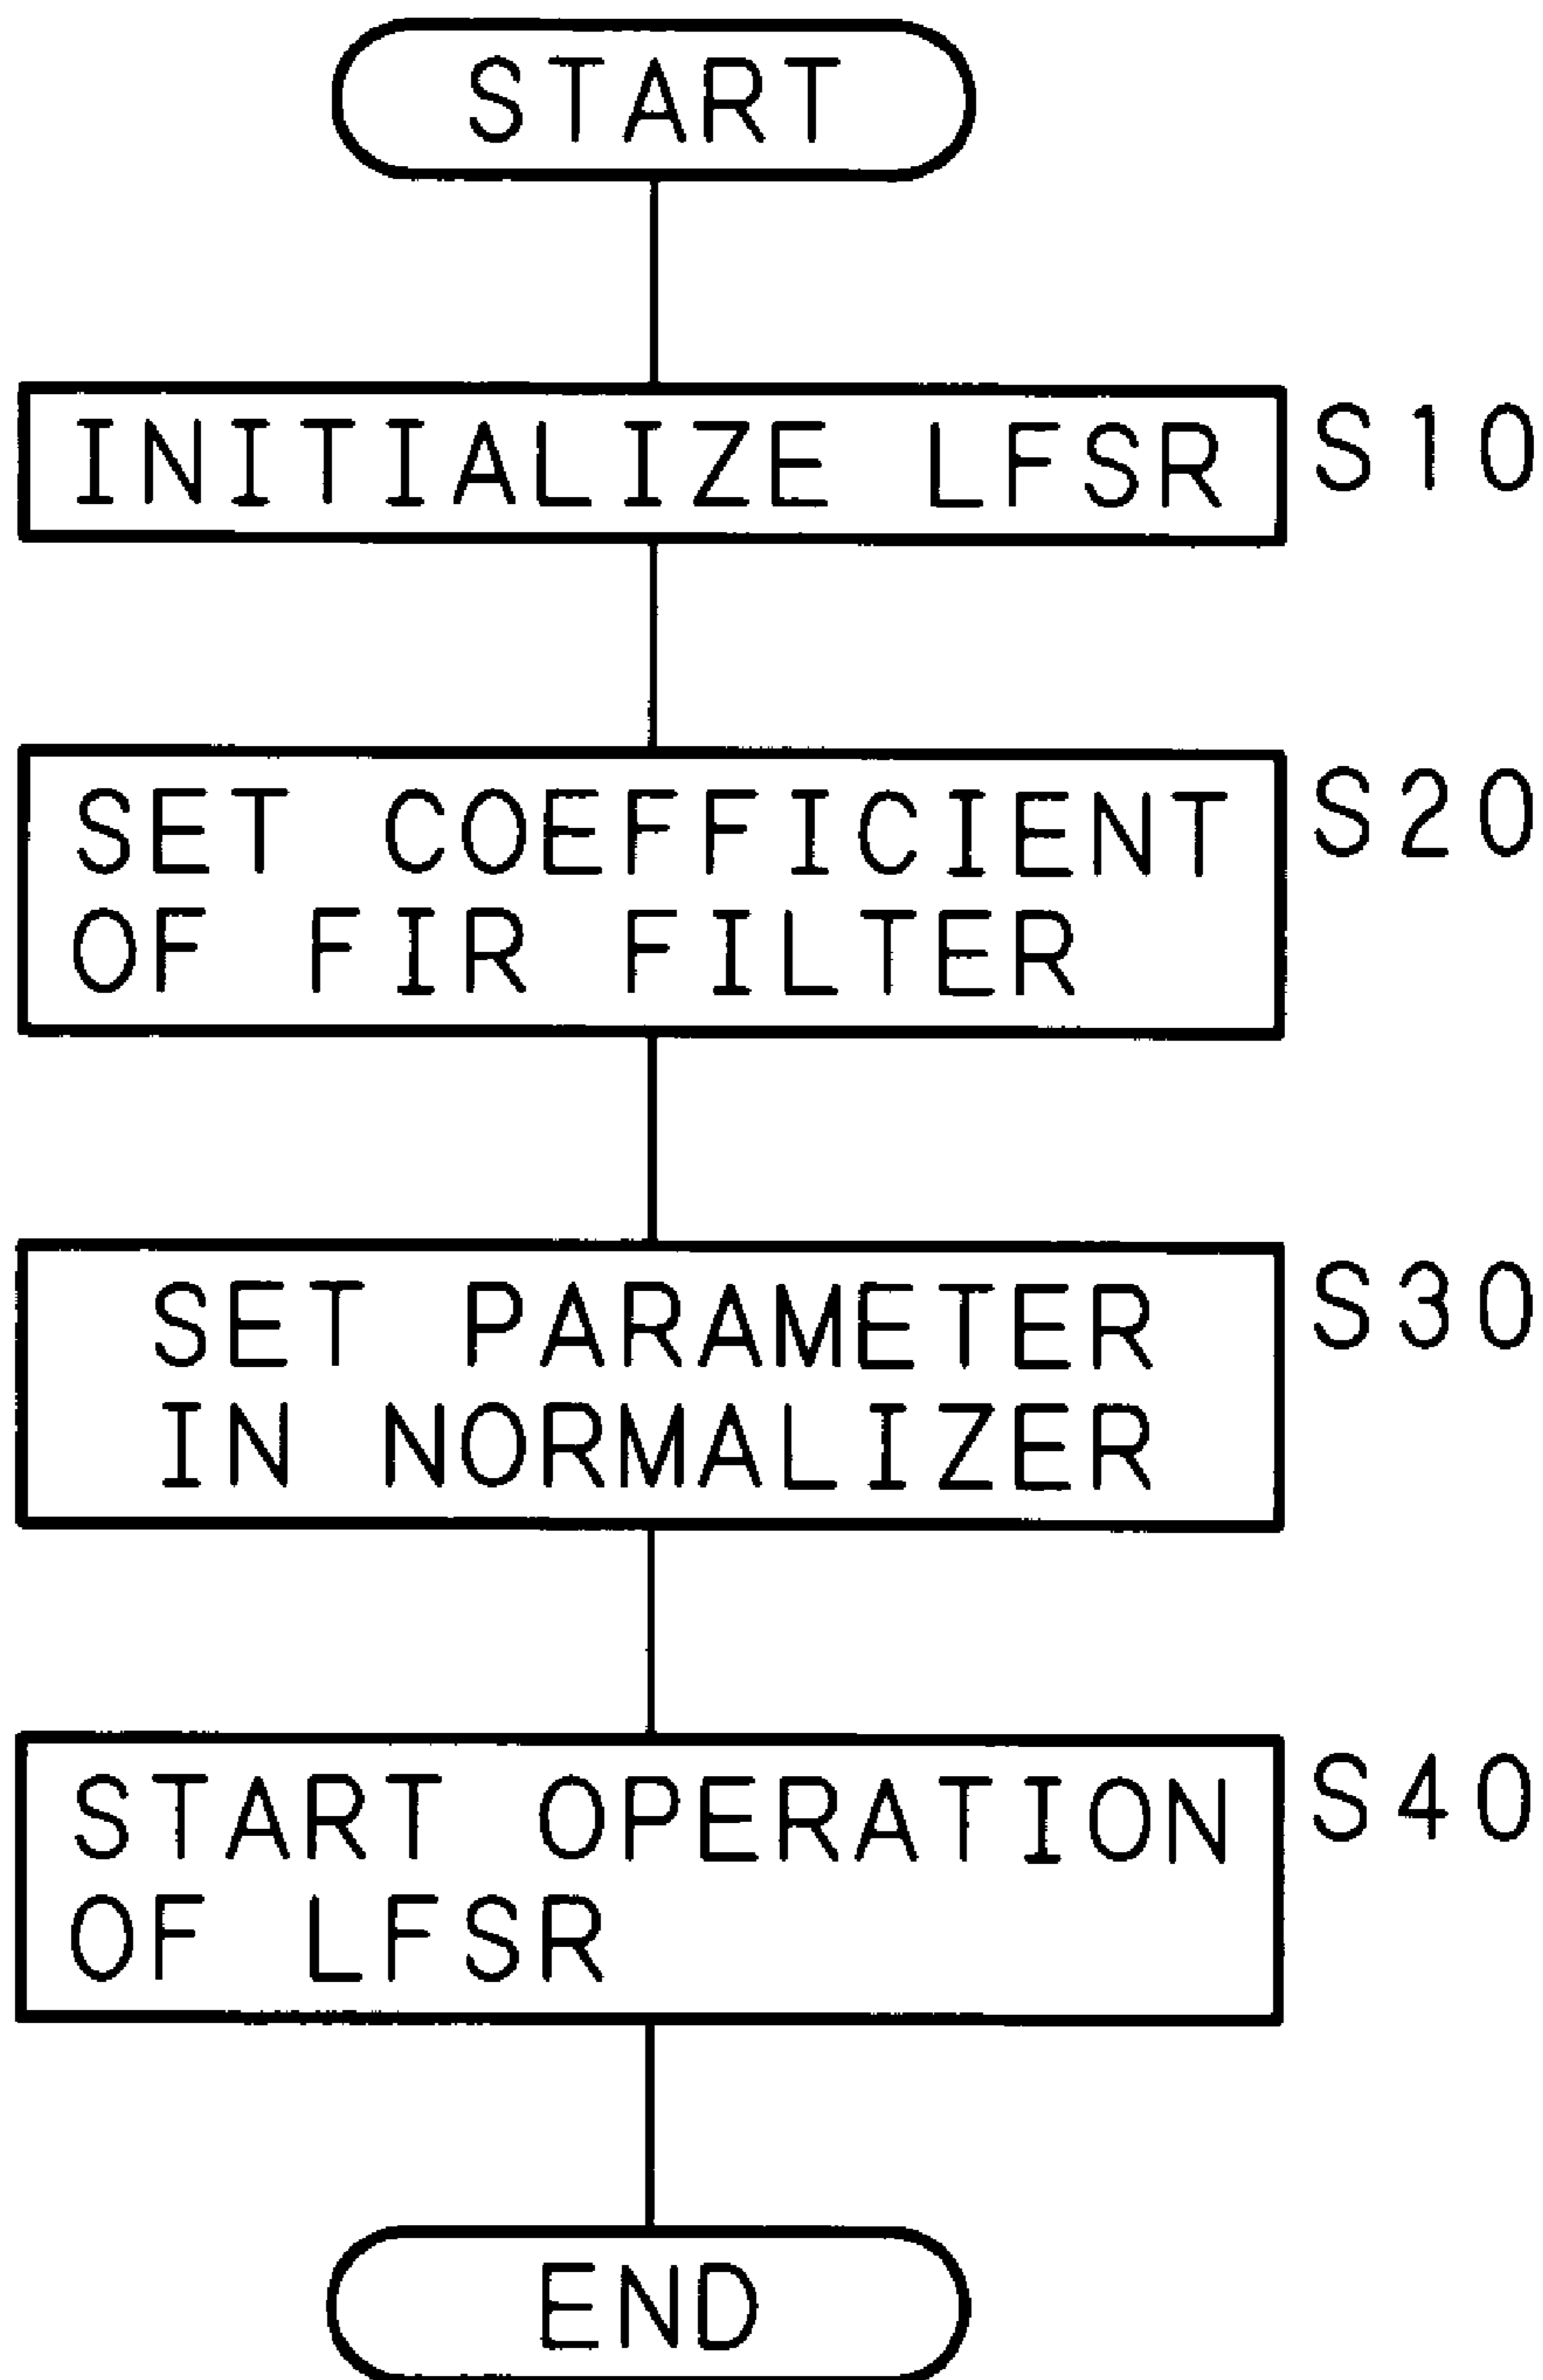 START
INITIALIZE LFSR
S10
SET COEFFICIENT
OF FIR FILTER
S20
SET PARAMETER
IN NORMALIZER
S30
START OPERATION
OF LFSR
S40
END